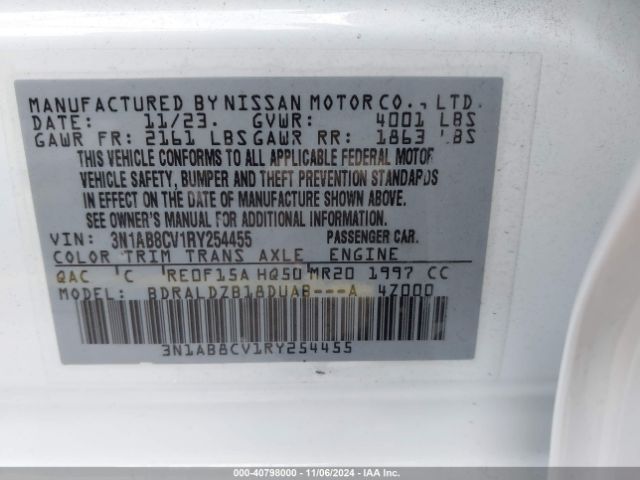 MANUFACTURED BY NISSAN MOTOR CO., LTD.
DATE: 11/23. GVWR: 4001 LBS
GAWR FR: 2161 LBS GAWR RR: 1863 LBS
THIS VEHICLE CONFORMS TO ALL APPLICABLE FEDERAL MOTOR
VEHICLE SAFETY, BUMPER AND THEFT PREVENTION STANDARDS
IN EFFECT ON THE DATE OF MANUFACTURE SHOWN ABOVE.
SEE OWNER'S MANUAL FOR ADDITIONAL INFORMATION.
VIN: 3N1AB8CV1RY254455 PASSENGER CAR.
COLOR TRIM TRANS AXLE ENGINE
QAC C RE0F15A HQ50 MR20 1997 CC
MODEL: BDRALDZB18DUAB---A 4Z000
3N1AB8CV1RY254455
000-40798000 - 11/06/2024 - IAA Inc.